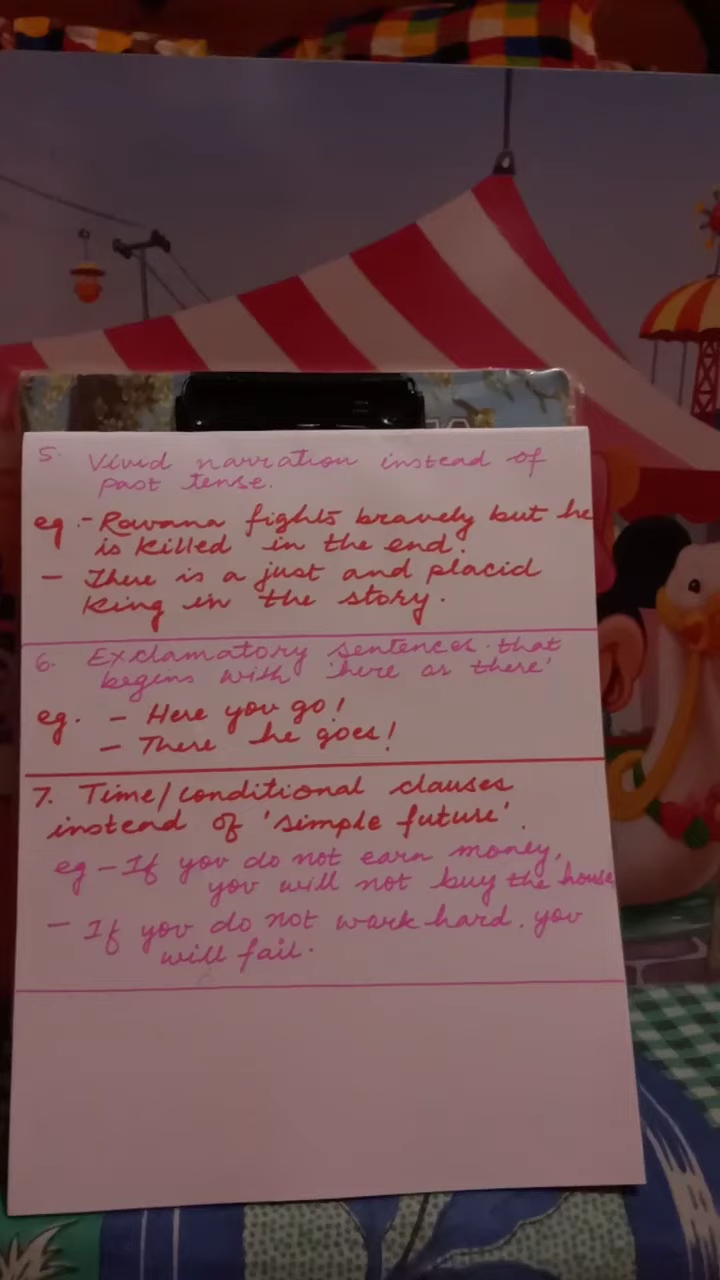 5. Vivid narration instead of
past tense.
eg :- Ravana fights bravely but he
is killed in the end.
- There is a just and placid
king in the story.
6. Exclamatory sentences that
begins with 'here or there'
eg. - Here you go!
- There he goes!
7. Time/conditional clauses
instead of 'simple future'.
eg - If you do not earn money,
you will not buy the house
- If you do not work hard, you
will fail.